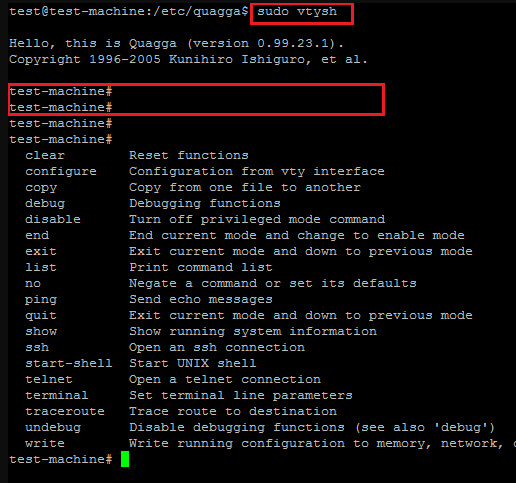 test@test-machine:/etc/quagga$ sudo vtysh
Hello, this is Quagga (version 0.99.23.1).
Copyright 1996-2005 Kunihiro Ishiguro, et al.
test-machine#
test-machine#
test-machine#
test-machine#
clear Reset functions
configure Configuration from vty interface
copy Copy from one file to another
debug Debugging functions
disable Turn off privileged mode command
end End current mode and change to enable mode
exit Exit current mode and down to previous mode
list Print command list
no Negate a command or set its defaults
ping Send echo messages
quit Exit current mode and down to previous mode
show Show running system information
ssh Open an ssh connection
start-shell Start UNIX shell
telnet Open a telnet connection
terminal Set terminal line parameters
traceroute Trace route to destination
undebug Disable debugging functions (see also 'debug')
write Write running configuration to memory, network,
test-machine#